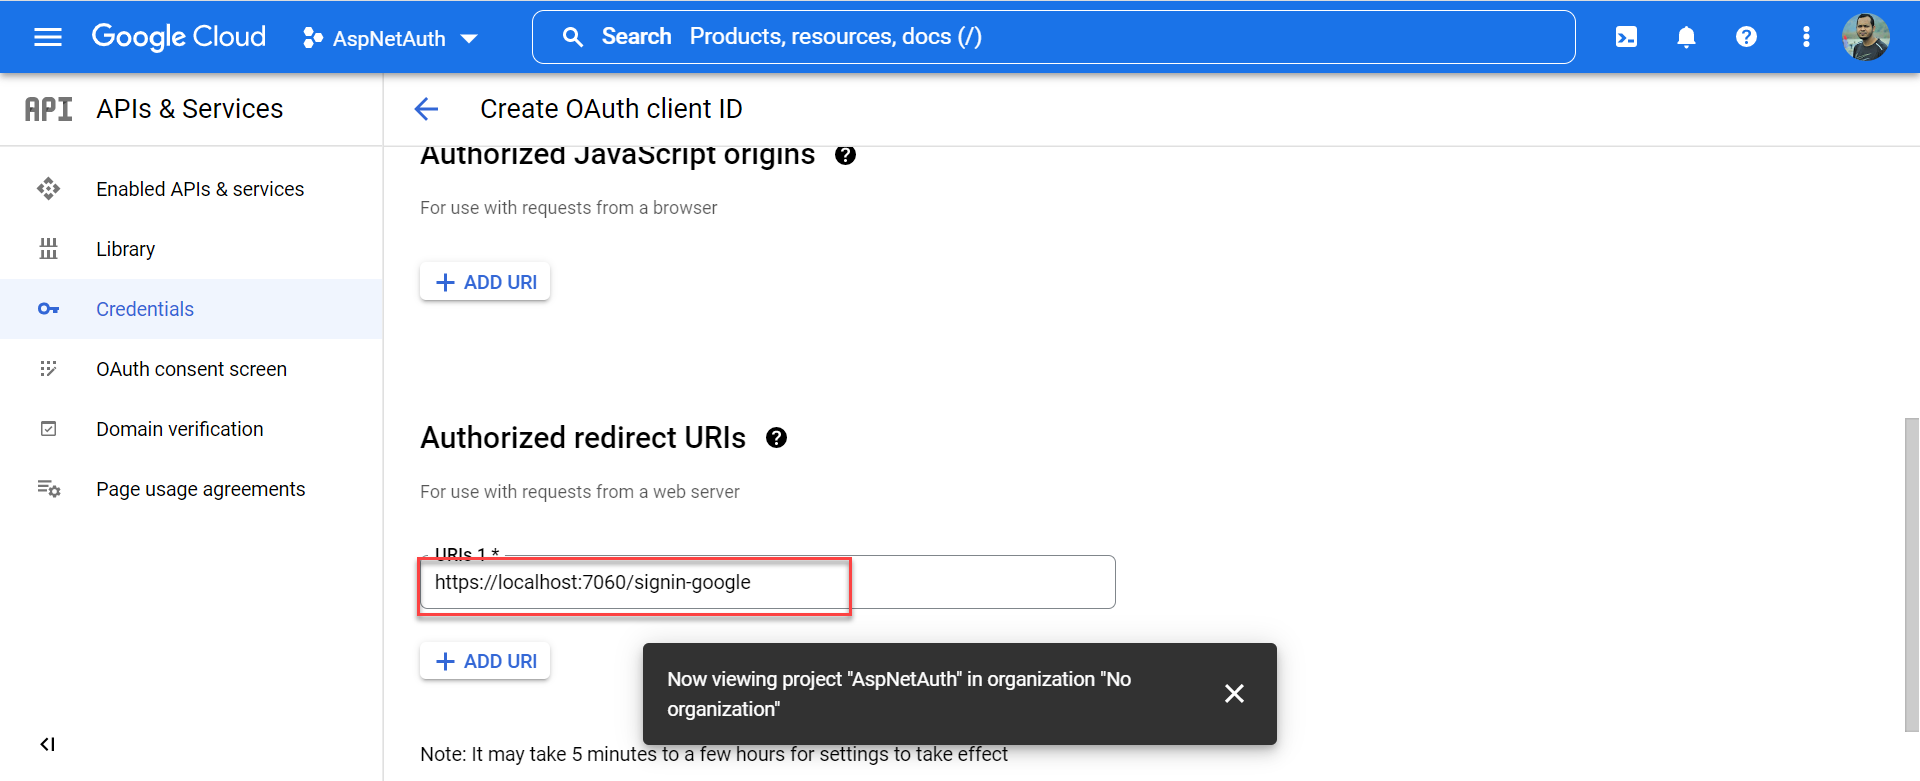 Google Cloud
AspNetAuth
Search Products, resources, docs (/)
API APIs & Services
Create OAuth client ID
Enabled APIs & services
Library
Credentials
OAuth consent screen
Domain verification
Page usage agreements
Authorized JavaScript origins
For use with requests from a browser
+ ADD URI
Authorized redirect URIs
For use with requests from a web server
URIs 1 *
https://localhost:7060/signin-google
+ ADD URI
Now viewing project "AspNetAuth" in organization "No
organization"
Note: It may take 5 minutes to a few hours for settings to take effect